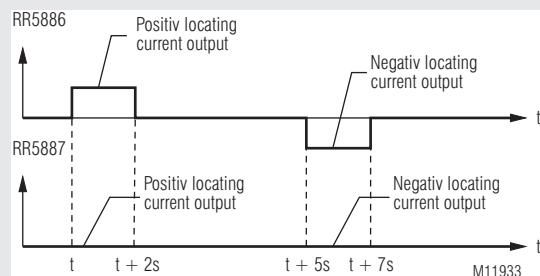 RR5886
Positiv locating
current output
Negativ locating
current output
t
RR5887
Positiv locating
current output
Negativ locating
current output
t
t
t + 2s
t + 5s
t + 7s
M11933